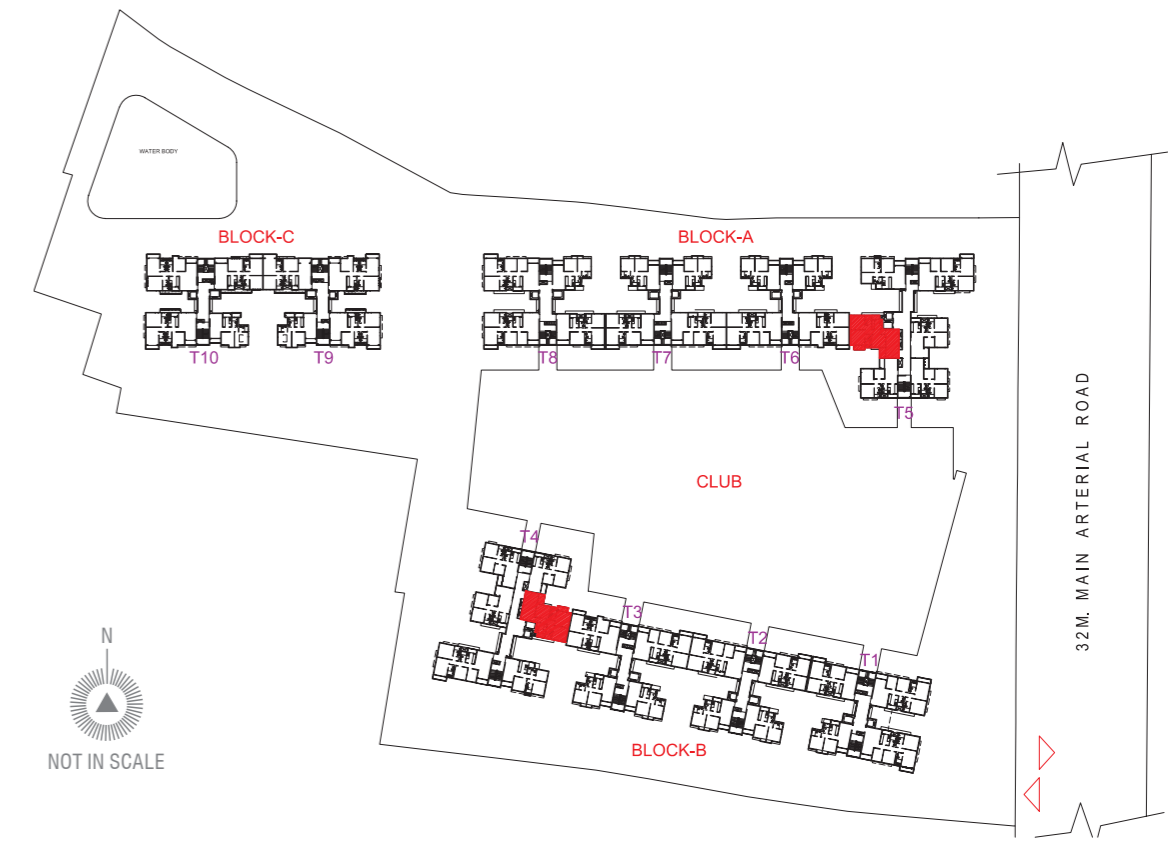 WATER BODY
BLOCK-C
BLOCK-A
T10
T9
T8
T7
T6
T5
CLUB
32M. MAIN ARTERIAL ROAD
T4
T3
T2
T1
BLOCK-B
N
NOT IN SCALE